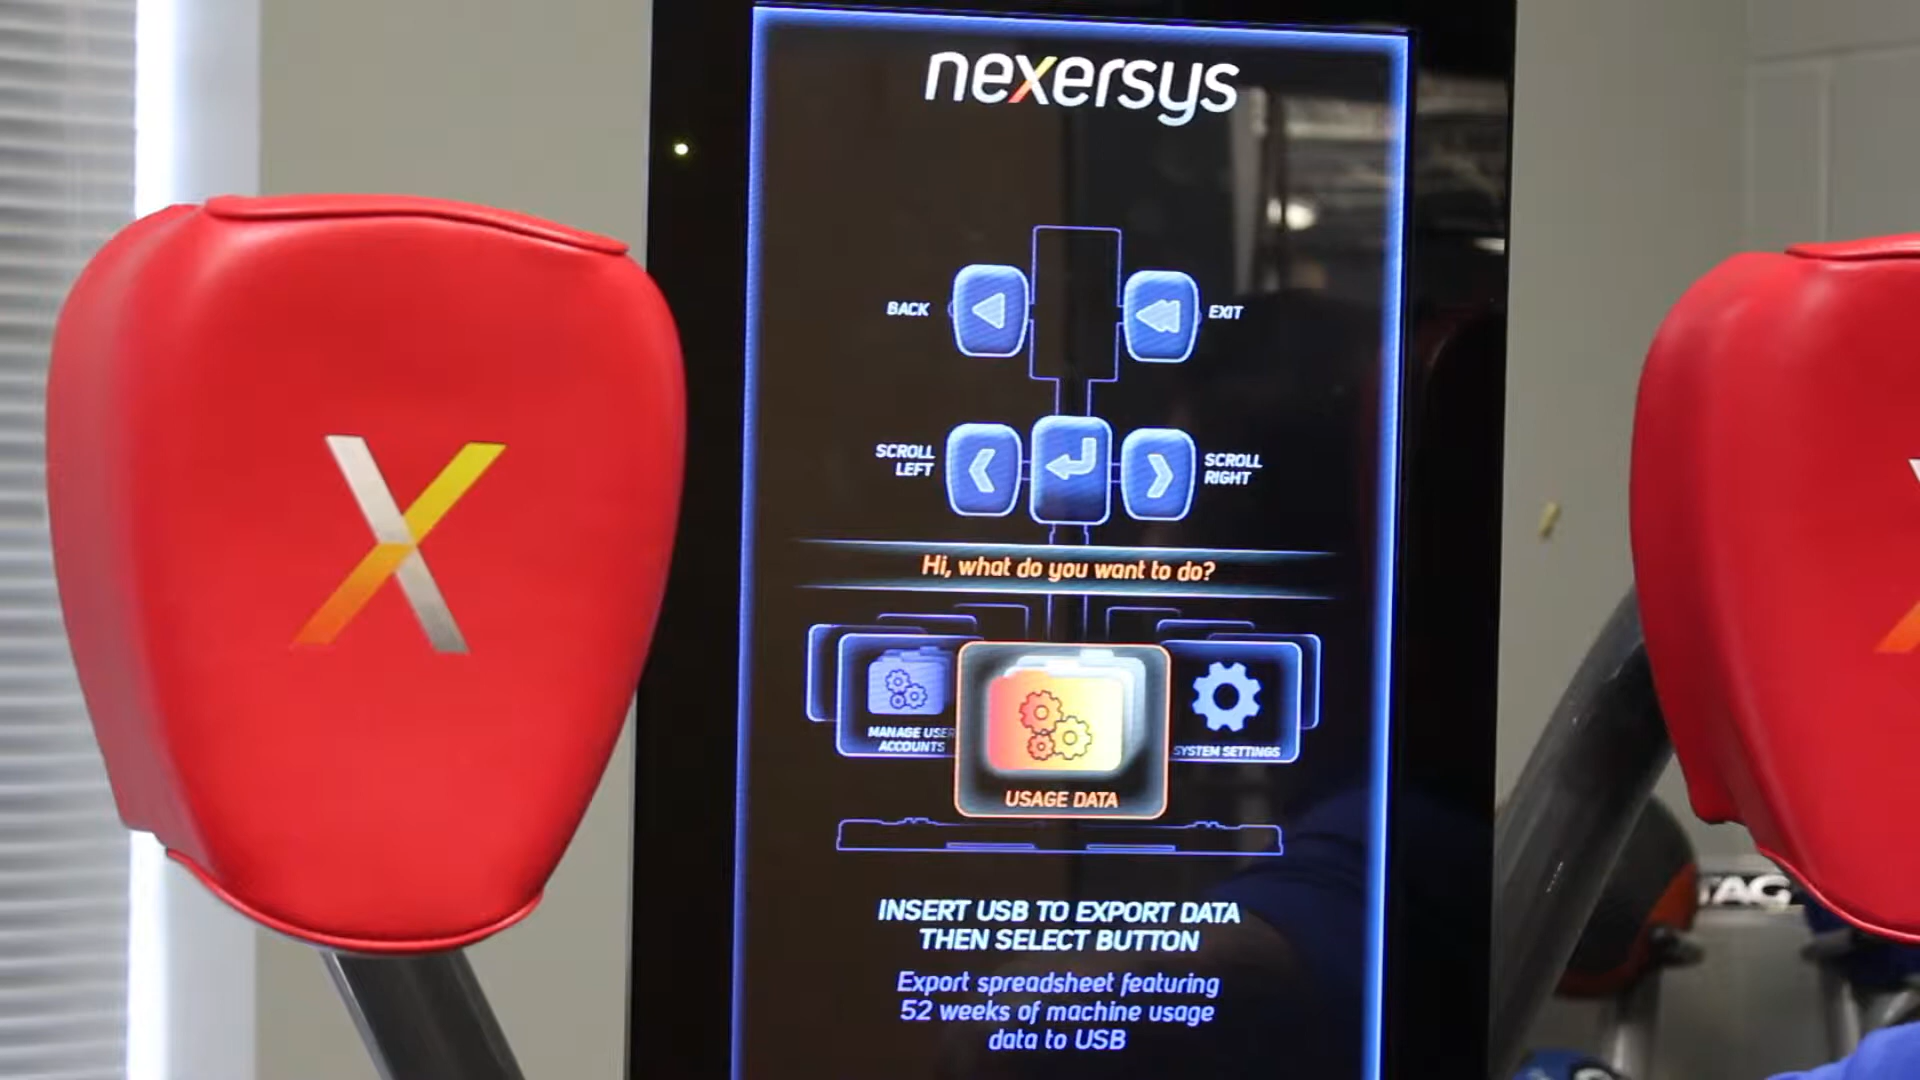 nexersys
BACK
EXIT
SCROLL
LEFT
SCROLL
RIGHT
Hi, what do you want to do?
MANAGE USER
ACCOUNTS
SYSTEM SETTINGS
USAGE DATA
INSERT USB TO EXPORT DATA
THEN SELECT BUTTON
Export spreadsheet featuring
52 weeks of machine usage
data to USB
X
TAG